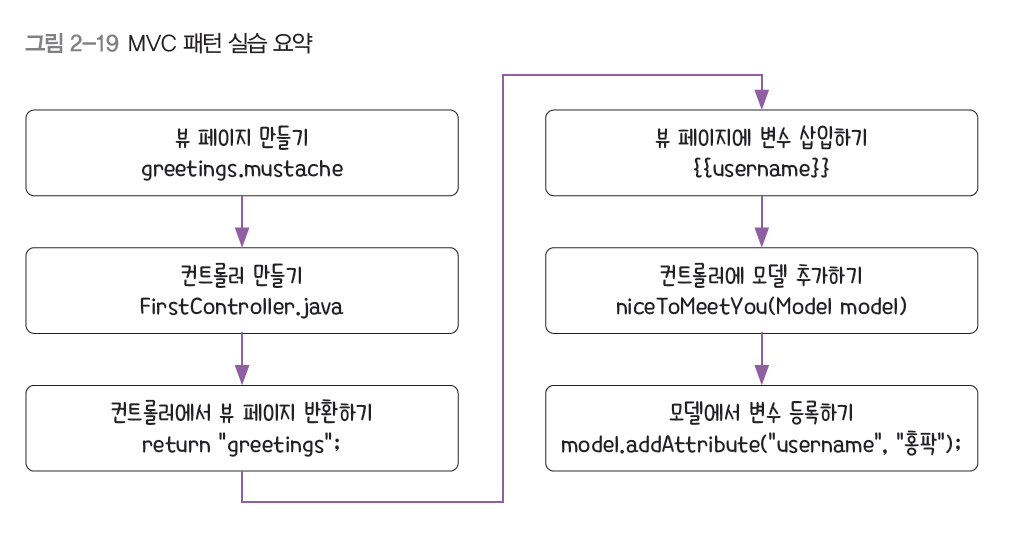 그림 2-19 MVC 패턴 실습 요약
뷰 페이지 만들기
greetings.mustache
컨트롤러 만들기
FirstController.java
컨트롤러에서 뷰 페이지 반환하기
return "greetings";
뷰 페이지에 변수 삽입하기
{{username}}
컨트롤러에 모델 추가하기
niceToMeetYou(Model model)
모델에서 변수 등록하기
model.addAttribute("username", "홍팍");